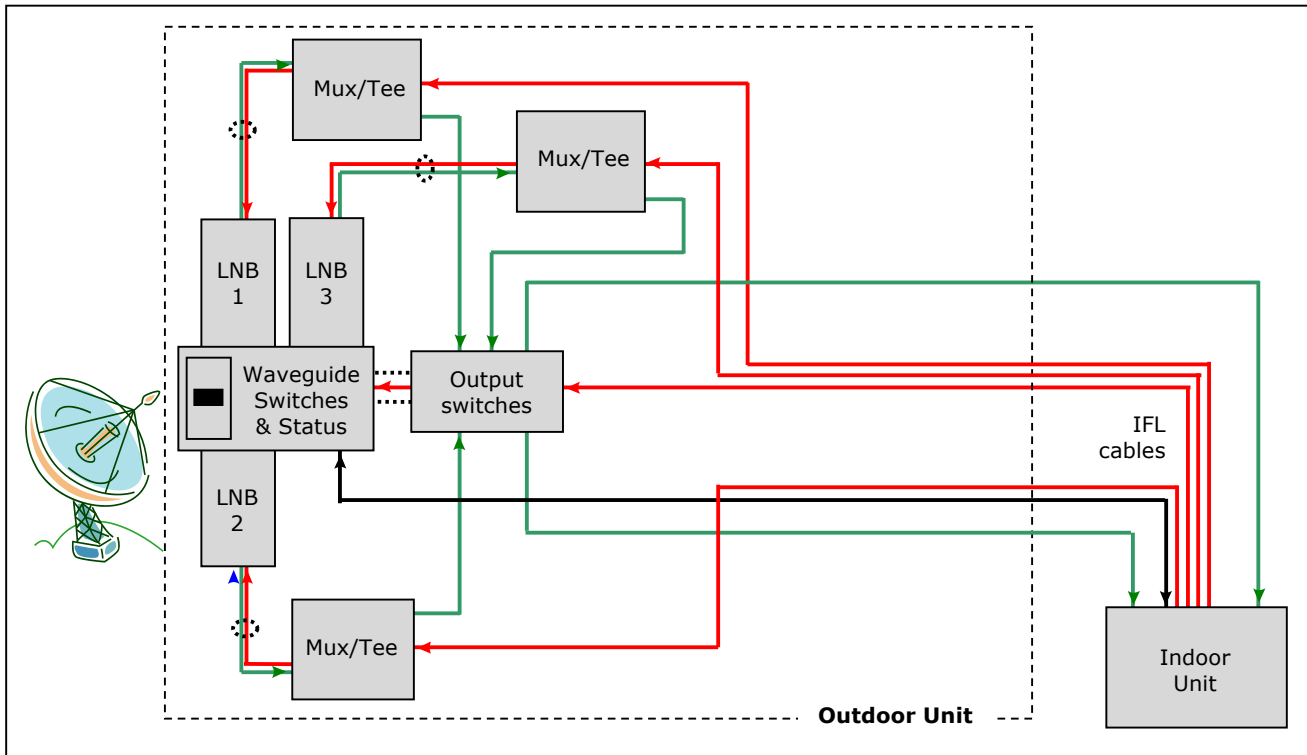 Mux/Tee
Mux/Tee
LNB
1
LNB
3
Waveguide
Switches
& Status
Output
switches
IFL
cables
LNB
2
Mux/Tee
Indoor
Unit
Outdoor Unit